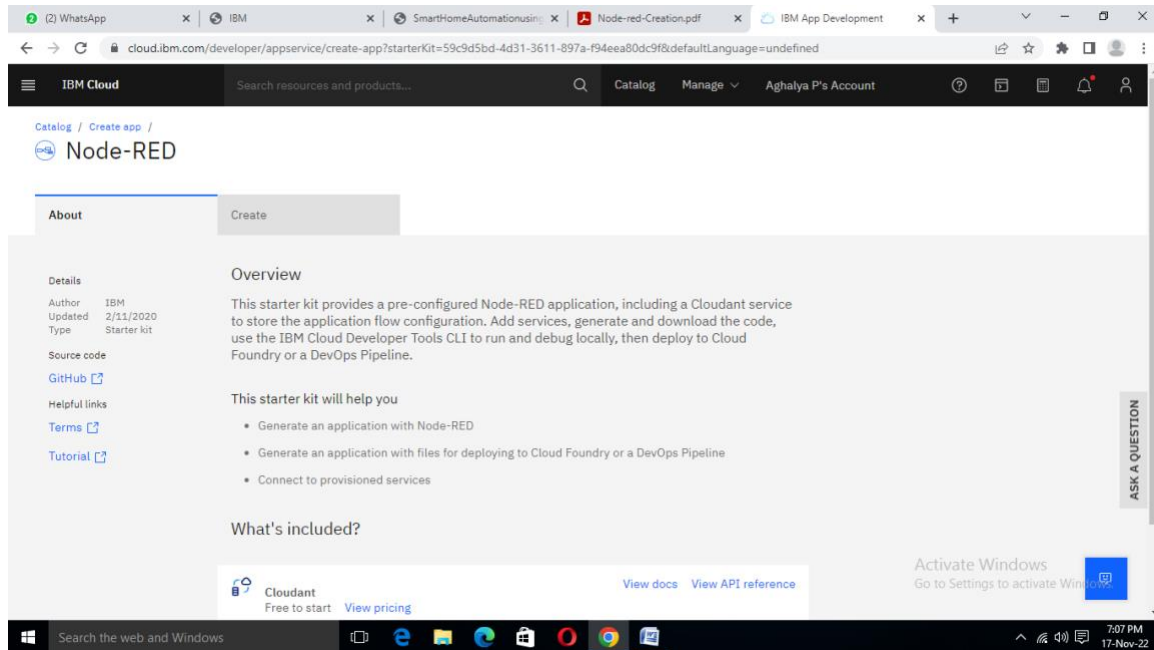 (2) WhatsApp
IBM
SmartHomeAutomationusing
Node-red-Creation.pdf
IBM App Development
cloud.ibm.com/developer/appservice/create-app?starterKit=59c9d5bd-4d31-3611-897a-f94eea80dc9f&defaultLanguage=undefined
IBM Cloud
Search resources and products...
Catalog
Manage
Aghalya P's Account
Catalog / Create app /
Node-RED
About
Create
Details
Author IBM
Updated 2/11/2020
Type Starter kit
Source code
GitHub
Helpful links
Terms
Tutorial
Overview
This starter kit provides a pre-configured Node-RED application, including a Cloudant service
to store the application flow configuration. Add services, generate and download the code,
use the IBM Cloud Developer Tools CLI to run and debug locally, then deploy to Cloud
Foundry or a DevOps Pipeline.
This starter kit will help you
• Generate an application with Node-RED
• Generate an application with files for deploying to Cloud Foundry or a DevOps Pipeline
• Connect to provisioned services
What's included?
Cloudant
Free to start View pricing
View docs View API reference
ASK A QUESTION
Activate Windows
Go to Settings to activate Windows.
Search the web and Windows
7:07 PM
17-Nov-22